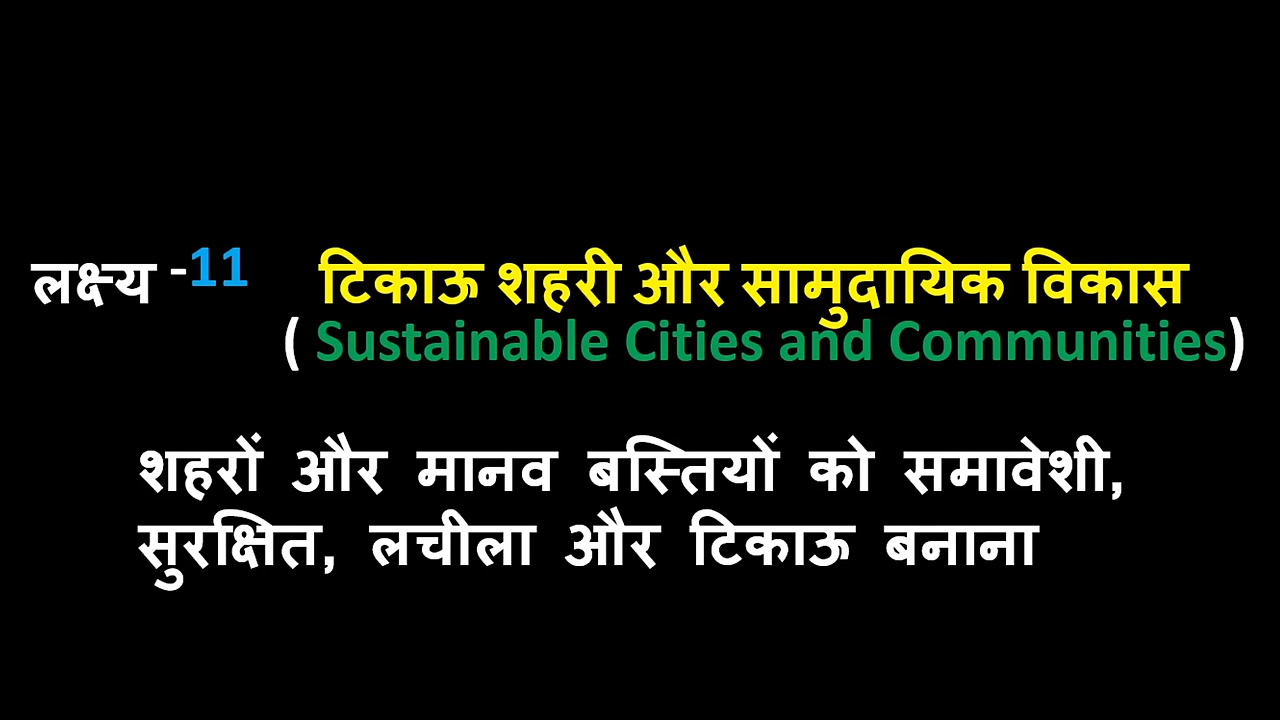 लक्ष्य -11 टिकाऊ शहरी और सामुदायिक विकास
( Sustainable Cities and Communities)
शहरों और मानव बस्तियों को समावेशी,
सुरक्षित, लचीला और टिकाऊ बनाना